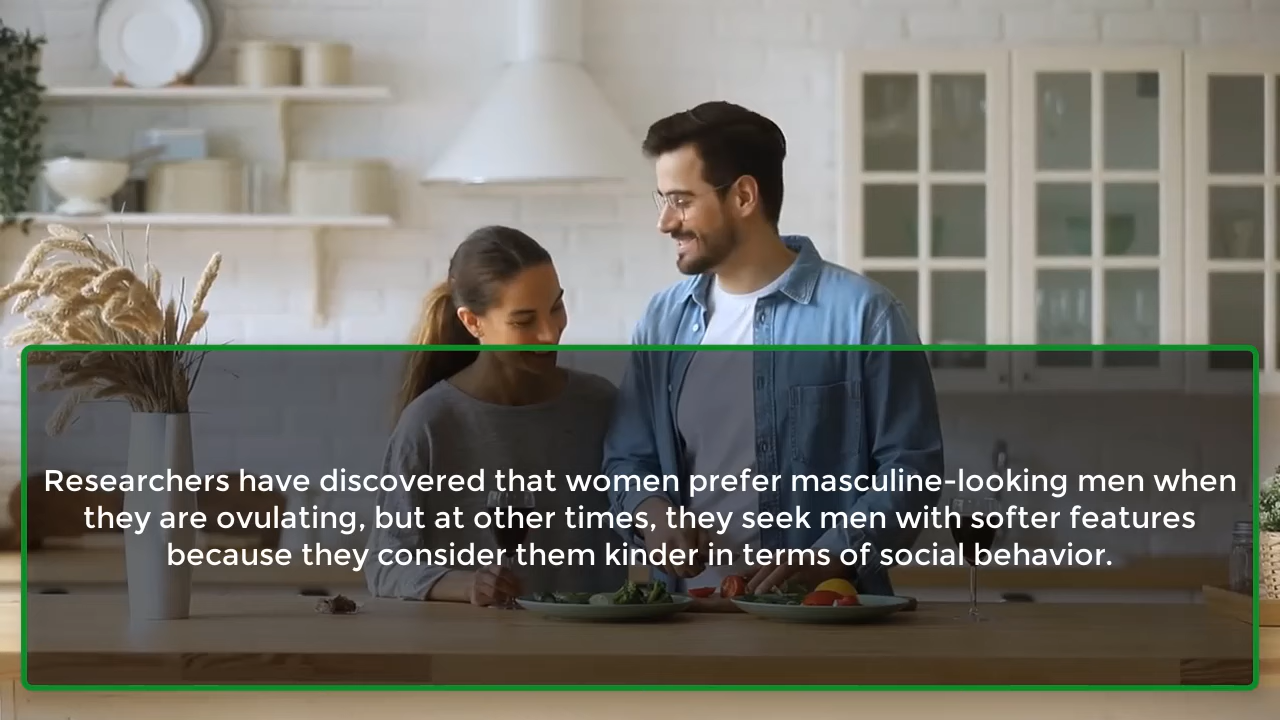 Researchers have discovered that women prefer masculine-looking men when
they are ovulating, but at other times, they seek men with softer features
because they consider them kinder in terms of social behavior.